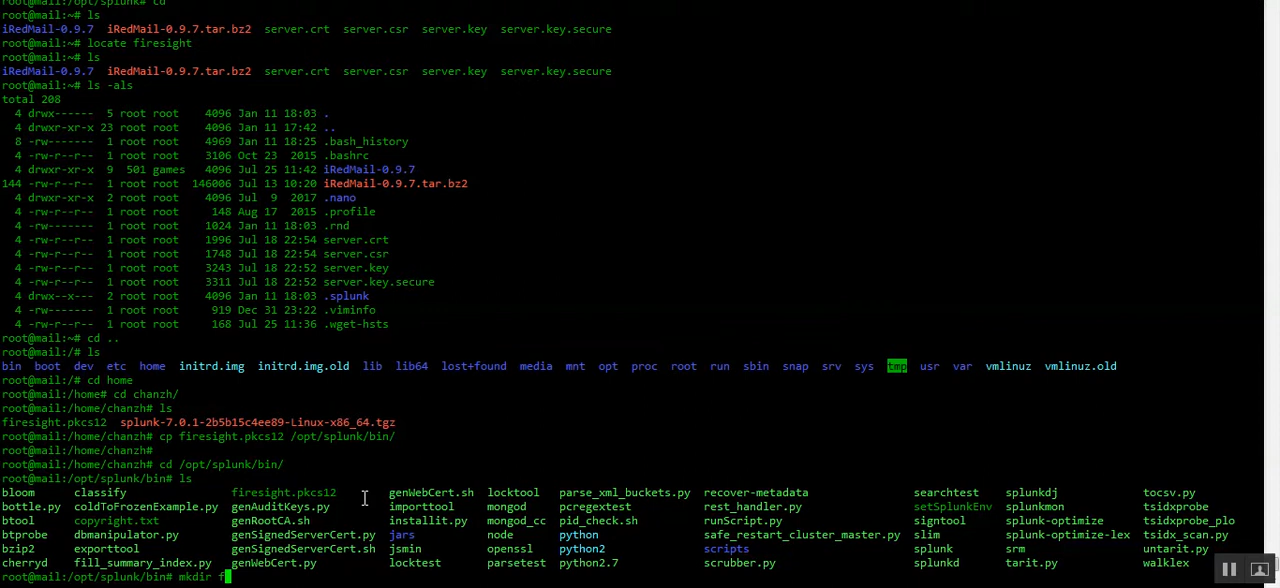 root@mail:/opt/splunk# cd
root@mail:~# ls
iRedMail-0.9.7  iRedMail-0.9.7.tar.bz2  server.crt  server.csr  server.key  server.key.secure
root@mail:~# locate firesight
root@mail:~# ls
iRedMail-0.9.7  iRedMail-0.9.7.tar.bz2  server.crt  server.csr  server.key  server.key.secure
root@mail:~# ls -als
total 208
  4 drwx------  5 root root    4096 Jan 11 18:03 .
  4 drwxr-xr-x 23 root root    4096 Jan 11 17:42 ..
  8 -rw-------  1 root root    4969 Jan 11 18:25 .bash_history
  4 -rw-r--r--  1 root root    3106 Oct 23  2015 .bashrc
  4 drwxr-xr-x  9  501 games   4096 Jul 25 11:42 iRedMail-0.9.7
144 -rw-r--r--  1 root root  146006 Jul 13 10:20 iRedMail-0.9.7.tar.bz2
  4 drwxr-xr-x  2 root root    4096 Jul  9  2017 .nano
  4 -rw-r--r--  1 root root     148 Aug 17  2015 .profile
  4 -rw-------  1 root root    1024 Jan 11 18:03 .rnd
  4 -rw-r--r--  1 root root    1996 Jul 18 22:54 server.crt
  4 -rw-r--r--  1 root root    1748 Jul 18 22:54 server.csr
  4 -rw-r--r--  1 root root    3243 Jul 18 22:52 server.key
  4 -rw-r--r--  1 root root    3311 Jul 18 22:52 server.key.secure
  4 drwx--x---  2 root root    4096 Jan 11 18:03 .splunk
  4 -rw-------  1 root root     919 Dec 31 23:22 .viminfo
  4 -rw-r--r--  1 root root     168 Jul 25 11:36 .wget-hsts
root@mail:~# cd ..
root@mail:/# ls
bin  boot  dev  etc  home  initrd.img  initrd.img.old  lib  lib64  lost+found  media  mnt  opt  proc  root  run  sbin  snap  srv  sys  tmp  usr  var  vmlinuz  vmlinuz.old
root@mail:/# cd home
root@mail:/home# cd chanzh/
root@mail:/home/chanzh# ls
firesight.pkcs12  splunk-7.0.1-2b5b15c4ee89-Linux-x86_64.tgz
root@mail:/home/chanzh# cp firesight.pkcs12 /opt/splunk/bin/
root@mail:/home/chanzh#
root@mail:/home/chanzh# cd /opt/splunk/bin/
root@mail:/opt/splunk/bin# ls
bloom  classify  firesight.pkcs12  genWebCert.sh  locktool  parse_xml_buckets.py  recover-metadata  searchtest  splunkdj  tocsv.py
bottle.py  coldToFrozenExample.py  genAuditKeys.py  importtool  mongod  pcregextest  rest_handler.py  setSplunkEnv  splunkmon  tsidxprobe
btool  copyright.txt  genRootCA.sh  installit.py  mongod_cc  pid_check.sh  runScript.py  signtool  splunk-optimize  tsidxprobe_plo
btprobe  dbmanipulator.py  genSignedServerCert.py  jars  node  python  safe_restart_cluster_master.py  slim  splunk-optimize-lex  tsidx_scan.py
bzip2  exporttool  genSignedServerCert.sh  jsmin  openssl  python2  scripts  splunk  srm  untarit.py
cherryd  fill_summary_index.py  genWebCert.py  locktest  parsetest  python2.7  scrubber.py  splunkd  tarit.py  walklex
root@mail:/opt/splunk/bin# mkdir f